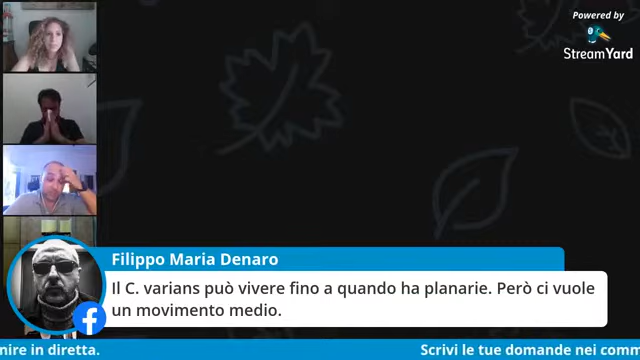 Powered by
StreamYard
Filippo Maria Denaro
Il C. varians può vivere fino a quando ha planarie. Però ci vuole
un movimento medio.
nire in diretta.
Scrivi le tue domande nei comm